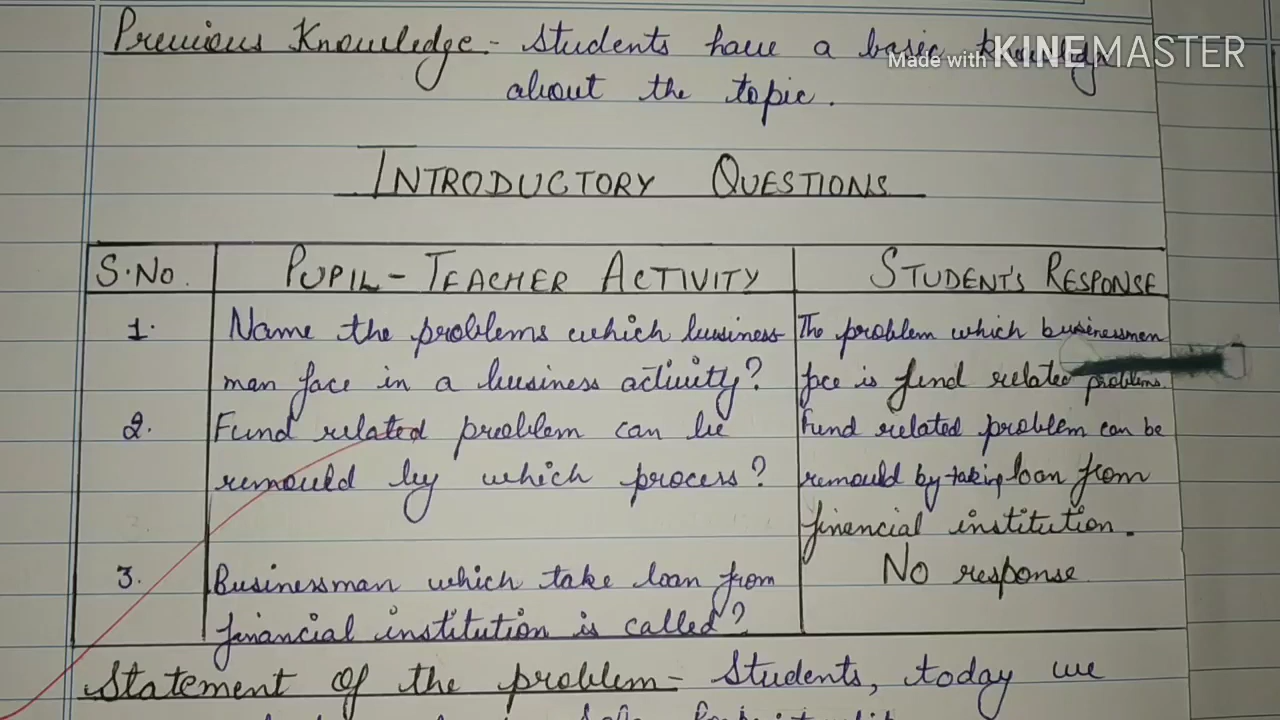 Previous Knowledge - Students have a basic knowledge
Made with KINEMASTER
about the topic.
INTRODUCTORY QUESTIONS
S.No. PUPIL-TEACHER ACTIVITY STUDENT'S RESPONSE
1. Name the problems which business The problem which businessmen
man face in a business activity? face is fund related problems.
2. Fund related problem can be Fund related problem can be
removed by which process? removed by taking loan from
financial institution.
3. Businessman which take loan from No response
financial institution is called?
Statement of the problem - Students, today we